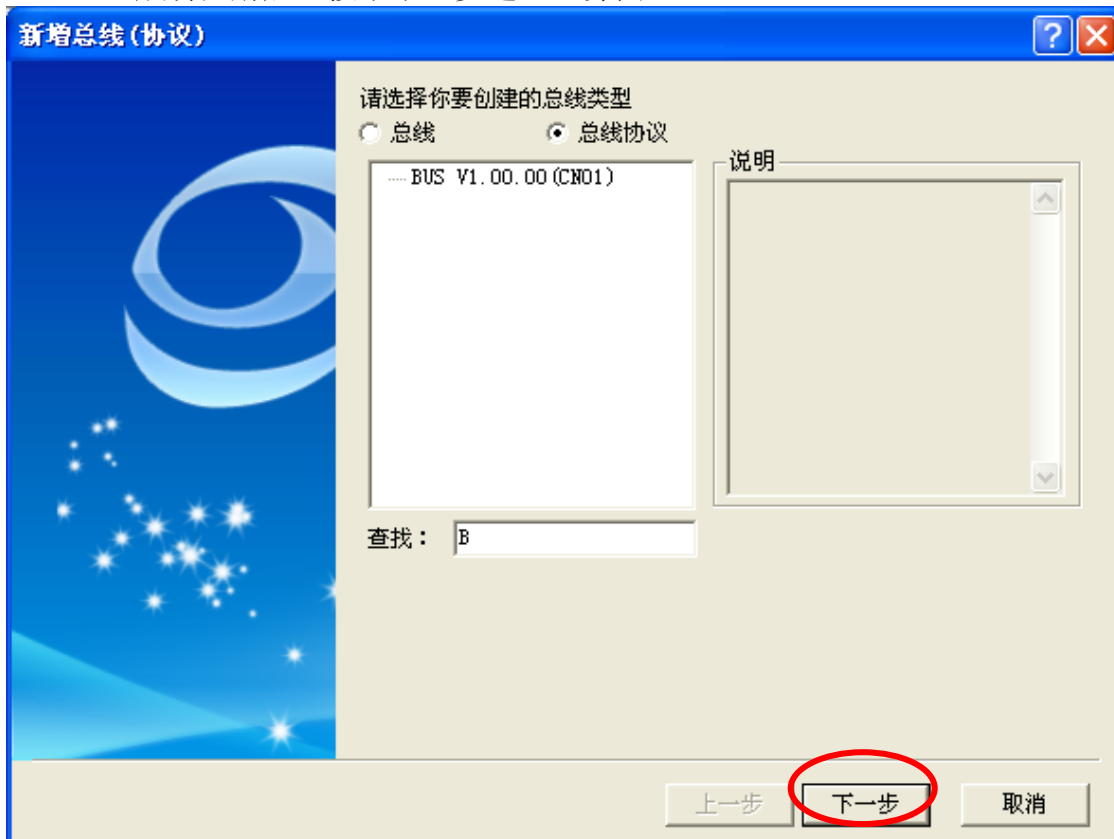 新增总线(协议)
请选择你要创建的总线类型
总线 总线协议
BUS V1.00.00(CN01)
说明
查找： B
上一步 下一步 取消